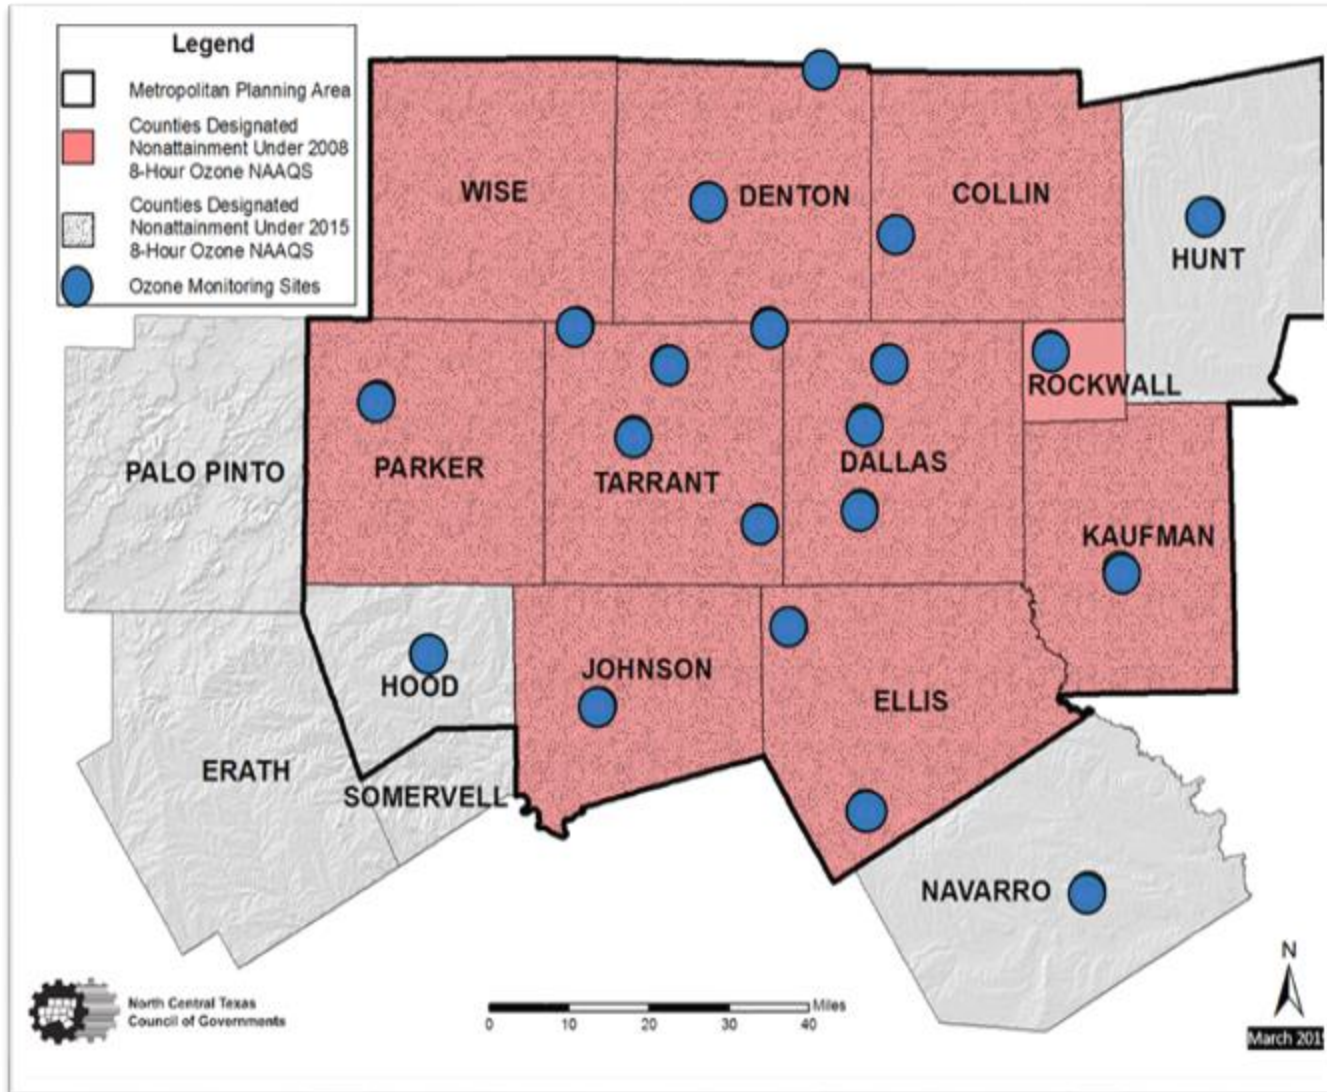 Legend
Metropolitan Planning Area
Counties Designated
Nonattainment Under 2008
8-Hour Ozone NAAQS
Counties Designated
Nonattainment Under 2015
8-Hour Ozone NAAQS
Ozone Monitoring Sites
WISE
DENTON
COLLIN
HUNT
ROCKWALL
PALO PINTO
PARKER
TARRANT
DALLAS
KAUFMAN
HOOD
JOHNSON
ELLIS
ERATH
SOMERVELL
NAVARRO
N
North Central Texas
Council of Governments
Miles
0 10 20 30 40
March 201